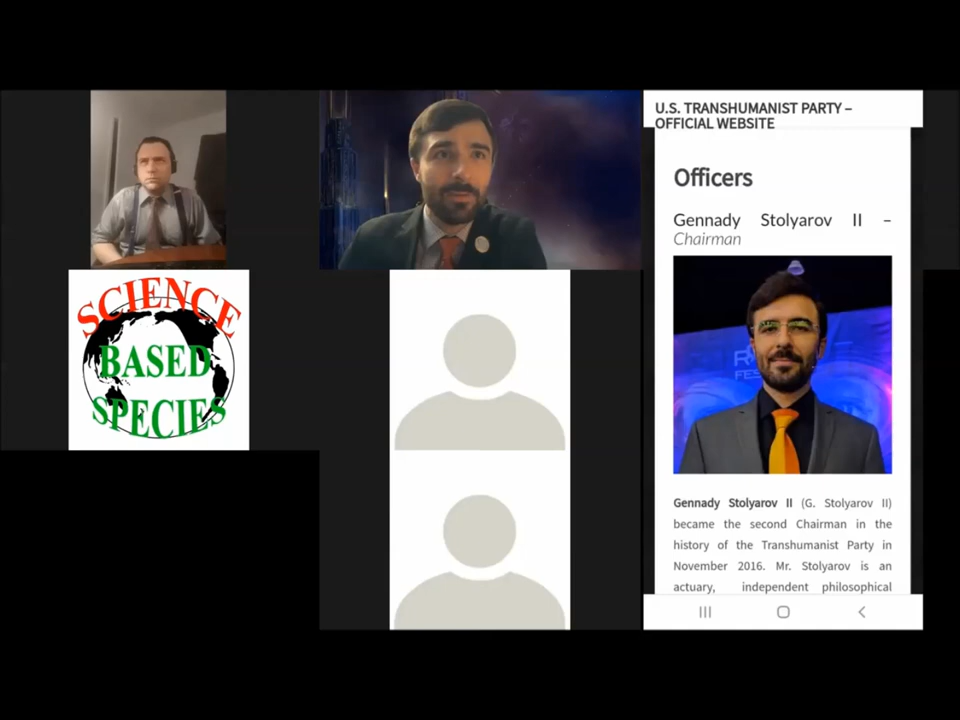 SCIENCE
BASED
SPECIES
U.S. TRANSHUMANIST PARTY –
OFFICIAL WEBSITE
Officers
Gennady Stolyarov II –
Chairman
Gennady Stolyarov II (G. Stolyarov II)
became the second Chairman in the
history of the Transhumanist Party in
November 2016. Mr. Stolyarov is an
actuary, independent philosophical